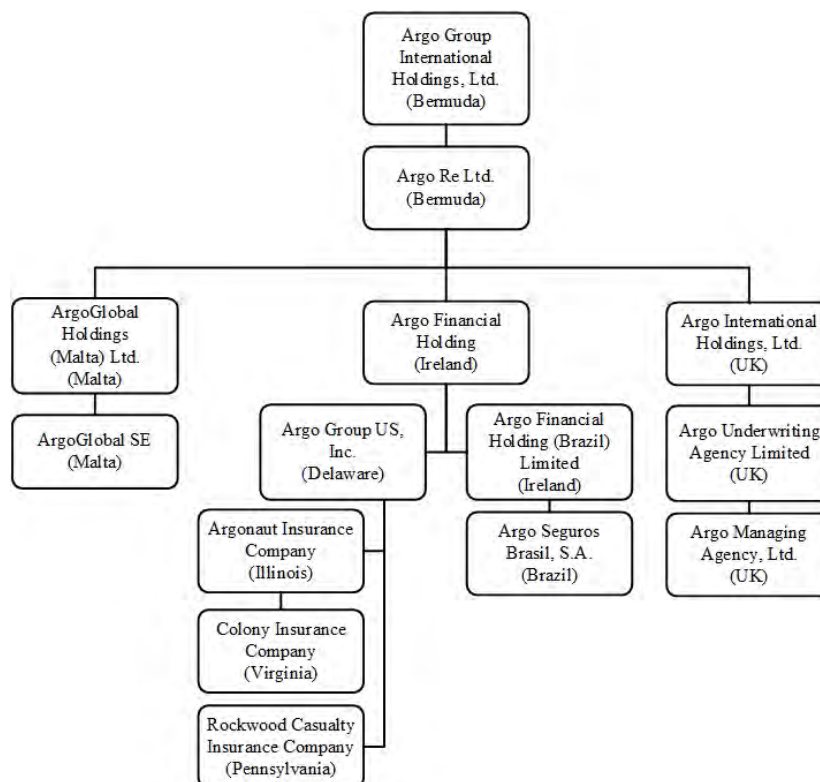 Argo Group
International
Holdings, Ltd.
(Bermuda)
Argo Re Ltd.
(Bermuda)
ArgoGlobal
Holdings
(Malta) Ltd.
(Malta)
Argo Financial
Holding
(Ireland)
Argo International
Holdings, Ltd.
(UK)
ArgoGlobal SE
(Malta)
Argo Group US,
Inc.
(Delaware)
Argo Financial
Holding (Brazil)
Limited
(Ireland)
Argo Underwriting
Agency Limited
(UK)
Argonaut Insurance
Company
(Illinois)
Argo Seguros
Brasil, S.A.
(Brazil)
Argo Managing
Agency, Ltd.
(UK)
Colony Insurance
Company
(Virginia)
Rockwood Casualty
Insurance Company
(Pennsylvania)